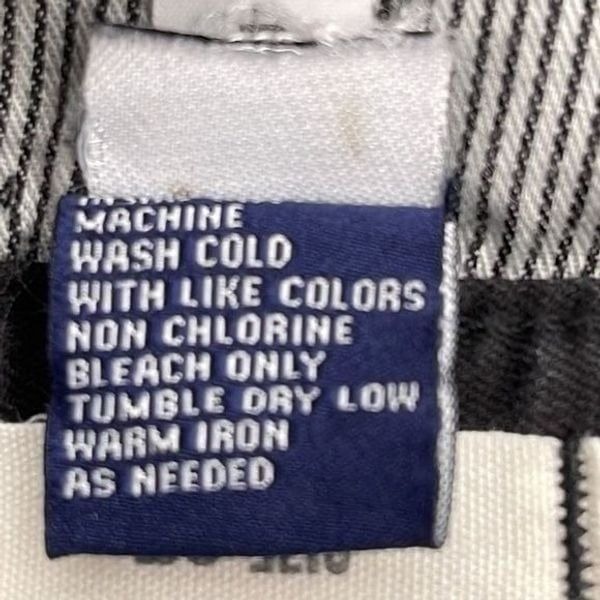 MACHINE
WASH COLD
WITH LIKE COLORS
NON CHLORINE
BLEACH ONLY
TUMBLE DRY LOW
WARM IRON
AS NEEDED